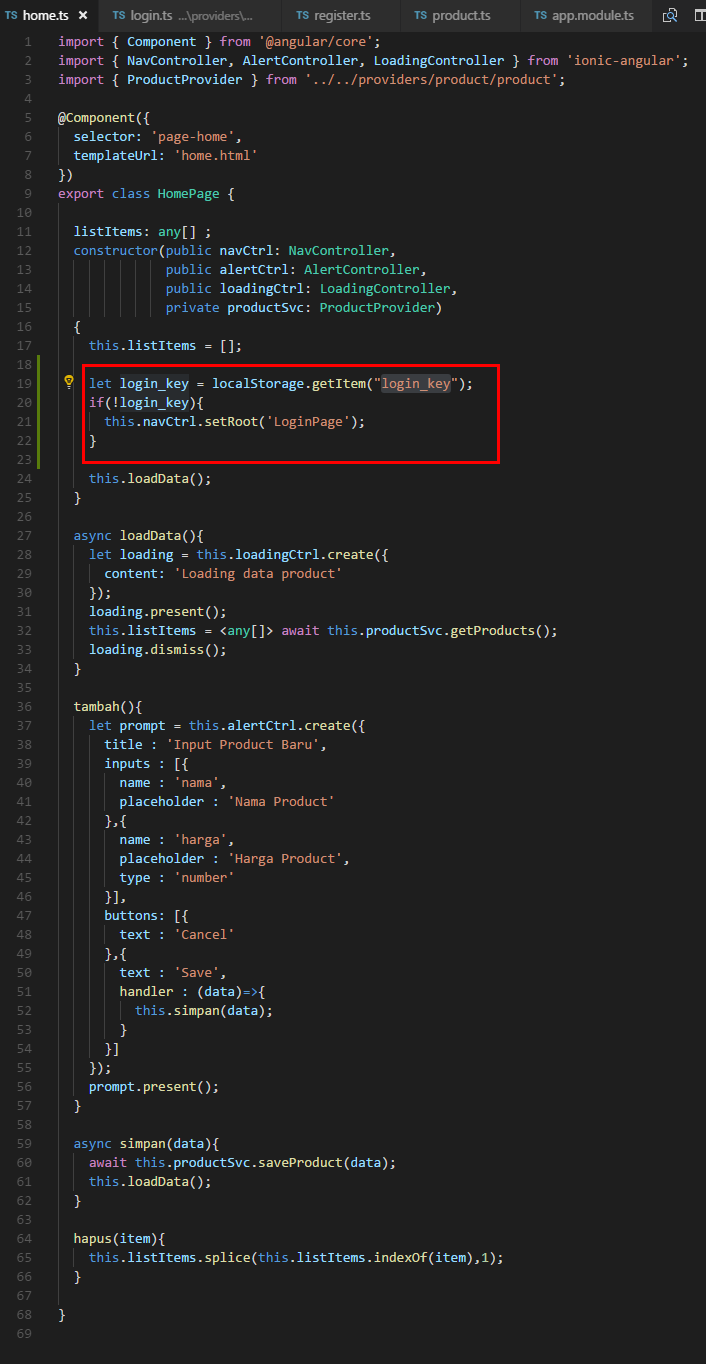 TS home.ts × TS login.ts ...\providers\... TS register.ts TS product.ts TS app.module.ts
1 import { Component } from '@angular/core';
2 import { NavController, AlertController, LoadingController } from 'ionic-angular';
3 import { ProductProvider } from '../../providers/product/product';
4
5 @Component({
6 selector: 'page-home',
7 templateUrl: 'home.html'
8 })
9 export class HomePage {
10
11 listItems: any[] ;
12 constructor(public navCtrl: NavController,
13 public alertCtrl: AlertController,
14 public loadingCtrl: LoadingController,
15 private productSvc: ProductProvider)
16 {
17 this.listItems = [];
18
19 let login_key = localStorage.getItem("login_key");
20 if(!login_key){
21 this.navCtrl.setRoot('LoginPage');
22 }
23
24 this.loadData();
25 }
26
27 async loadData(){
28 let loading = this.loadingCtrl.create({
29 content: 'Loading data product'
30 });
31 loading.present();
32 this.listItems = <any[]> await this.productSvc.getProducts();
33 loading.dismiss();
34 }
35
36 tambah(){
37 let prompt = this.alertCtrl.create({
38 title : 'Input Product Baru',
39 inputs : [{
40 name : 'nama',
41 placeholder : 'Nama Product'
42 },{
43 name : 'harga',
44 placeholder : 'Harga Product',
45 type : 'number'
46 }],
47 buttons: [{
48 text : 'Cancel'
49 },{
50 text : 'Save',
51 handler : (data)=>{
52 this.simpan(data);
53 }
54 }]
55 });
56 prompt.present();
57 }
58
59 async simpan(data){
60 await this.productSvc.saveProduct(data);
61 this.loadData();
62 }
63
64 hapus(item){
65 this.listItems.splice(this.listItems.indexOf(item),1);
66 }
67
68 }
69